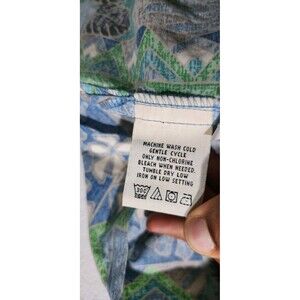 MACHINE WASH COLD
GENTLE CYCLE
ONLY NON-CHLORINE
BLEACH WHEN NEEDED
TUMBLE DRY LOW
IRON ON LOW SETTING